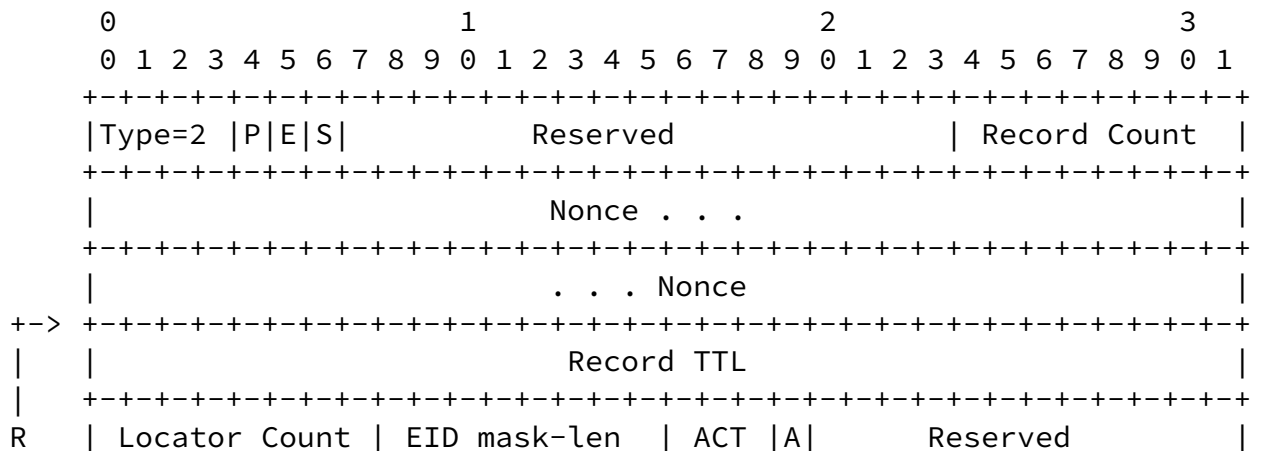 0                   1                   2                   3
     0 1 2 3 4 5 6 7 8 9 0 1 2 3 4 5 6 7 8 9 0 1 2 3 4 5 6 7 8 9 0 1
    +-+-+-+-+-+-+-+-+-+-+-+-+-+-+-+-+-+-+-+-+-+-+-+-+-+-+-+-+-+-+-+-+
    |Type=2 |P|E|S|          Reserved               | Record Count  |
    +-+-+-+-+-+-+-+-+-+-+-+-+-+-+-+-+-+-+-+-+-+-+-+-+-+-+-+-+-+-+-+-+
    |                         Nonce . . .                           |
    +-+-+-+-+-+-+-+-+-+-+-+-+-+-+-+-+-+-+-+-+-+-+-+-+-+-+-+-+-+-+-+-+
    |                         . . . Nonce                           |
+-> +-+-+-+-+-+-+-+-+-+-+-+-+-+-+-+-+-+-+-+-+-+-+-+-+-+-+-+-+-+-+-+-+
|   |                          Record TTL                           |
|   +-+-+-+-+-+-+-+-+-+-+-+-+-+-+-+-+-+-+-+-+-+-+-+-+-+-+-+-+-+-+-+-+
R   | Locator Count | EID mask-len  | ACT |A|      Reserved         |